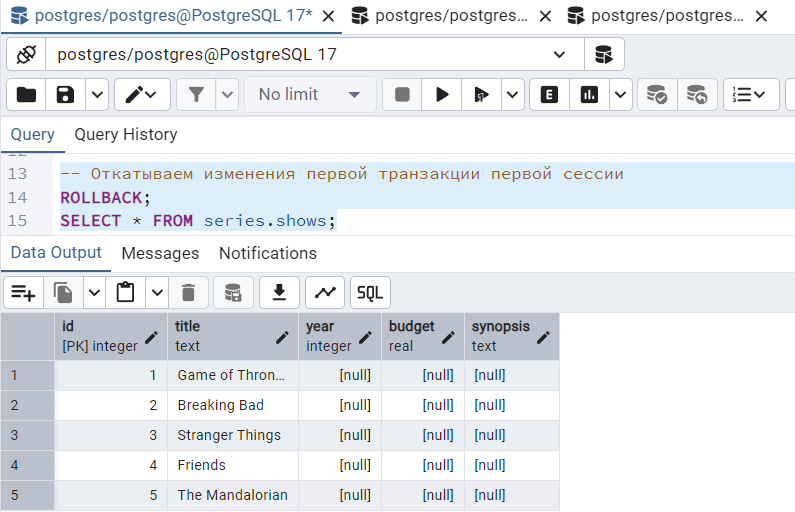 postgres/postgres@PostgreSQL 17* postgres/postgres... postgres/postgres...
postgres/postgres@PostgreSQL 17
No limit E
Query Query History
13 -- Откатываем изменения первой транзакции первой сессии
14 ROLLBACK;
15 SELECT * FROM series.shows;
Data Output Messages Notifications
SQL
id title year budget synopsis
[PK] integer text integer real text
1 1 Game of Thron... [null] [null] [null]
2 2 Breaking Bad [null] [null] [null]
3 3 Stranger Things [null] [null] [null]
4 4 Friends [null] [null] [null]
5 5 The Mandalorian [null] [null] [null]